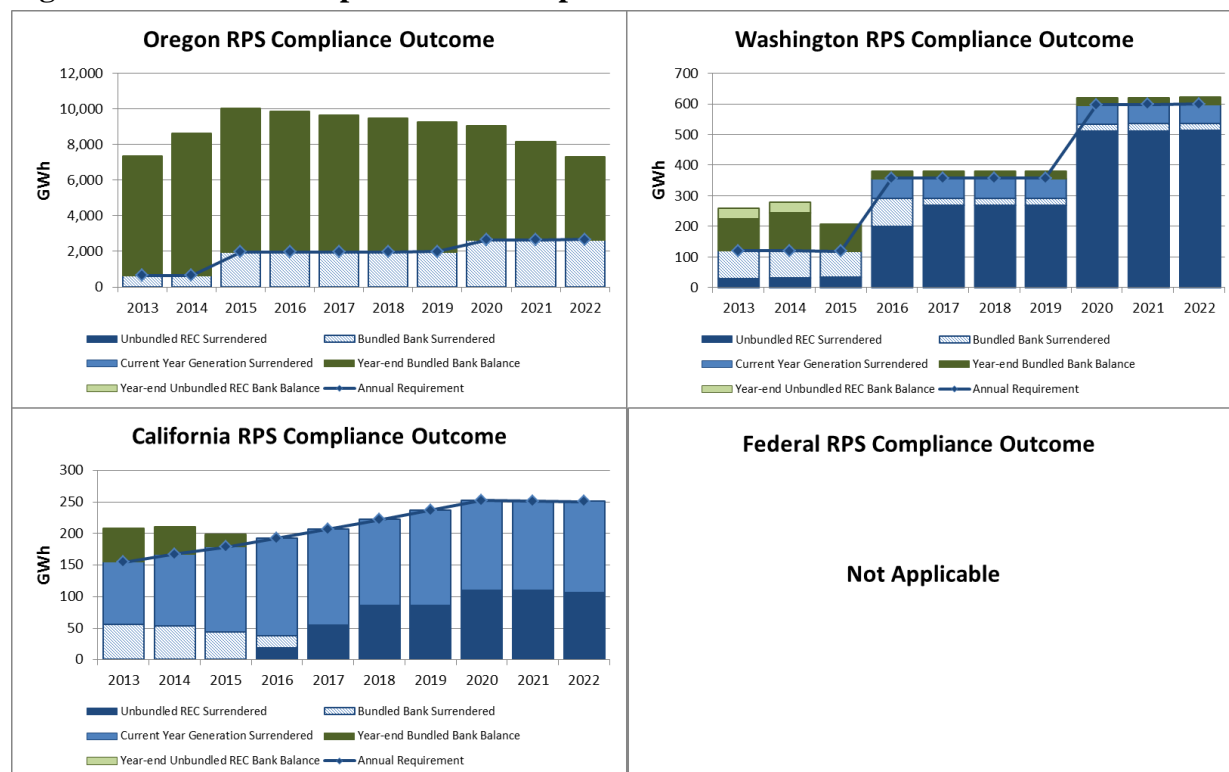 Oregon RPS Compliance Outcome
GWh
12,000
10,000
8,000
6,000
4,000
2,000
0
2013 2014 2015 2016 2017 2018 2019 2020 2021 2022
Unbundled REC Surrendered Bundled Bank Surrendered
Current Year Generation Surrendered Year-end Bundled Bank Balance
Year-end Unbundled REC Bank Balance Annual Requirement
Washington RPS Compliance Outcome
GWh
700
600
500
400
300
200
100
0
2013 2014 2015 2016 2017 2018 2019 2020 2021 2022
Unbundled REC Surrendered Bundled Bank Surrendered
Current Year Generation Surrendered Year-end Bundled Bank Balance
Year-end Unbundled REC Bank Balance Annual Requirement
California RPS Compliance Outcome
GWh
300
250
200
150
100
50
0
2013 2014 2015 2016 2017 2018 2019 2020 2021 2022
Unbundled REC Surrendered Bundled Bank Surrendered
Current Year Generation Surrendered Year-end Bundled Bank Balance
Year-end Unbundled REC Bank Balance Annual Requirement
Federal RPS Compliance Outcome
Not Applicable